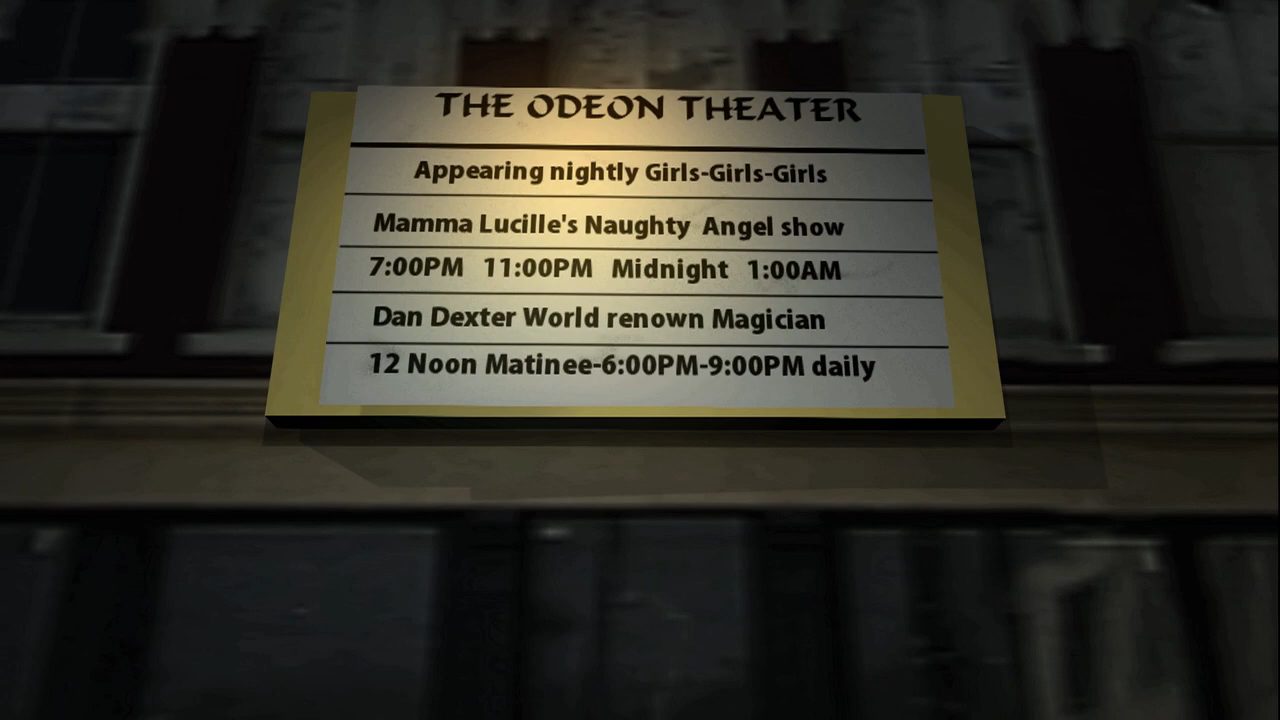 THE ODEON THEATER
Appearing nightly Girls-Girls-Girls
Mamma Lucille's Naughty Angel show
7:00PM 11:00PM Midnight 1:00AM
Dan Dexter World renown Magician
12 Noon Matinee-6:00PM-9:00PM daily